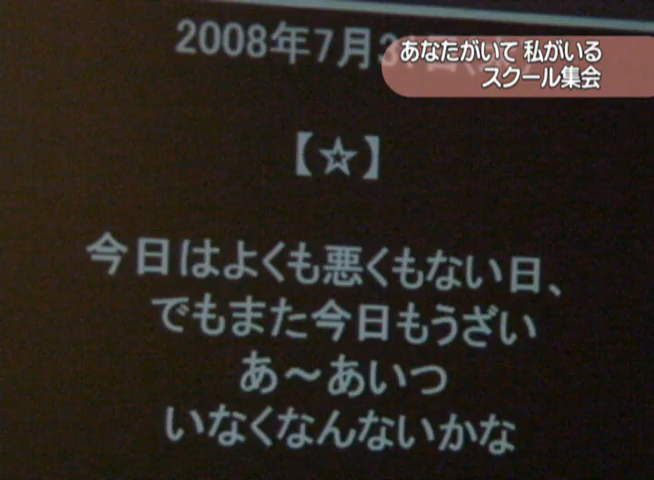 2008年7月31日
あなたがいて 私がいる
スクール集会
【☆】
今日はよくも悪くもない日、
でもまた今日もうざい
あ～あいつ
いなくなんないかな